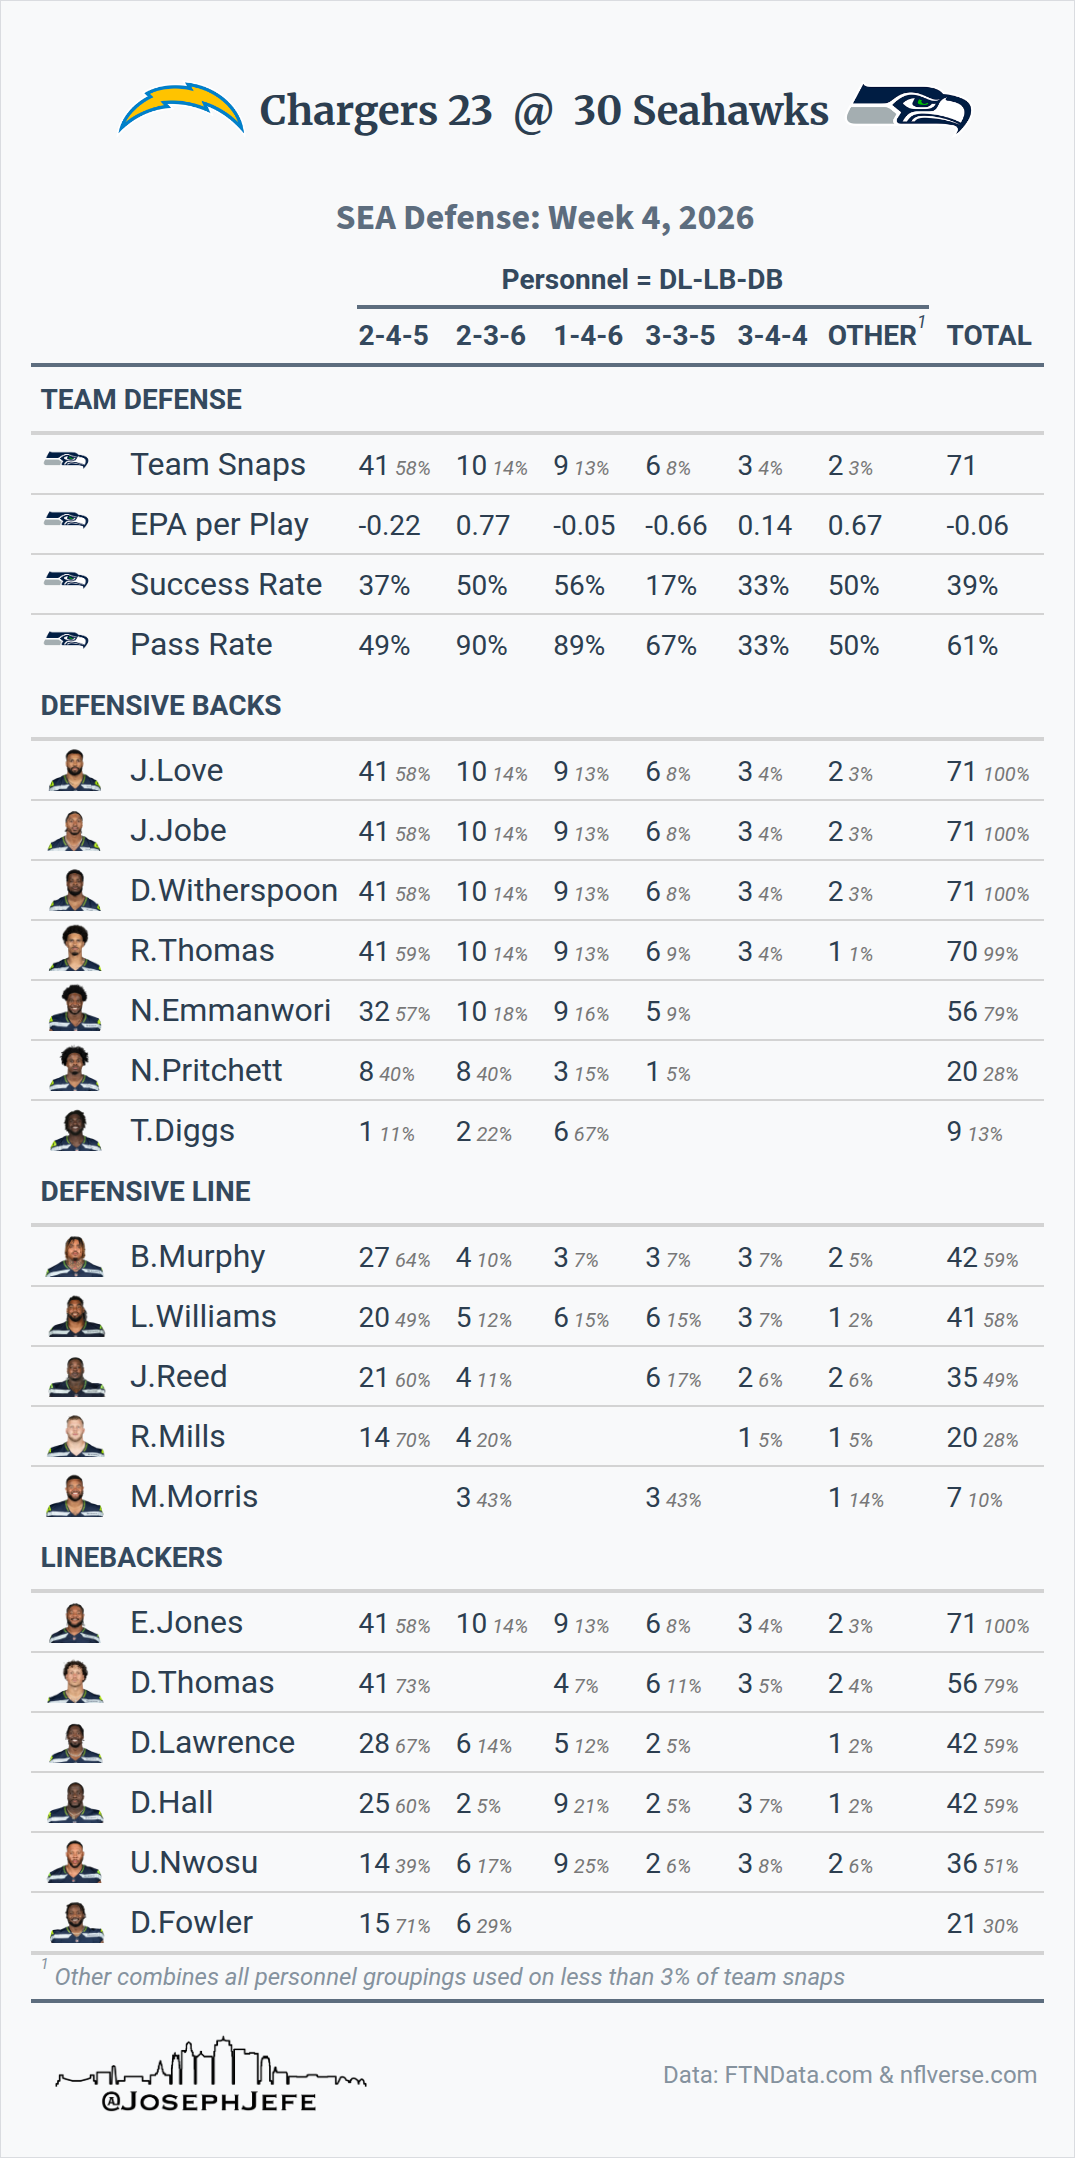 Chargers 23 @ 30 Seahawks
SEA Defense: Week 4, 2026
Personnel = DL-LB-DB
2-4-5 2-3-6 1-4-6 3-3-5 3-4-4 OTHER 1 TOTAL
TEAM DEFENSE
Team Snaps 41 58% 10 14% 9 13% 6 8% 3 4% 2 3% 71
EPA per Play -0.22 0.77 -0.05 -0.66 0.14 0.67 -0.06
Success Rate 37% 50% 56% 17% 33% 50% 39%
Pass Rate 49% 90% 89% 67% 33% 50% 61%
DEFENSIVE BACKS
J.Love 41 58% 10 14% 9 13% 6 8% 3 4% 2 3% 71 100%
J.Jobe 41 58% 10 14% 9 13% 6 8% 3 4% 2 3% 71 100%
D.Witherspoon 41 58% 10 14% 9 13% 6 8% 3 4% 2 3% 71 100%
R.Thomas 41 59% 10 14% 9 13% 6 9% 3 4% 1 1% 70 99%
N.Emmanwori 32 57% 10 18% 9 16% 5 9% 56 79%
N.Pritchett 8 40% 8 40% 3 15% 1 5% 20 28%
T.Diggs 1 11% 2 22% 6 67% 9 13%
DEFENSIVE LINE
B.Murphy 27 64% 4 10% 3 7% 3 7% 3 7% 2 5% 42 59%
L.Williams 20 49% 5 12% 6 15% 6 15% 3 7% 1 2% 41 58%
J.Reed 21 60% 4 11% 6 17% 2 6% 2 6% 35 49%
R.Mills 14 70% 4 20% 1 5% 1 5% 20 28%
M.Morris 3 43% 3 43% 1 14% 7 10%
LINEBACKERS
E.Jones 41 58% 10 14% 9 13% 6 8% 3 4% 2 3% 71 100%
D.Thomas 41 73% 4 7% 6 11% 3 5% 2 4% 56 79%
D.Lawrence 28 67% 6 14% 5 12% 2 5% 1 2% 42 59%
D.Hall 25 60% 2 5% 9 21% 2 5% 3 7% 1 2% 42 59%
U.Nwosu 14 39% 6 17% 9 25% 2 6% 3 8% 2 6% 36 51%
D.Fowler 15 71% 6 29% 21 30%
1 Other combines all personnel groupings used on less than 3% of team snaps
@JOSEPHJEFE
Data: FTNData.com & nflverse.com